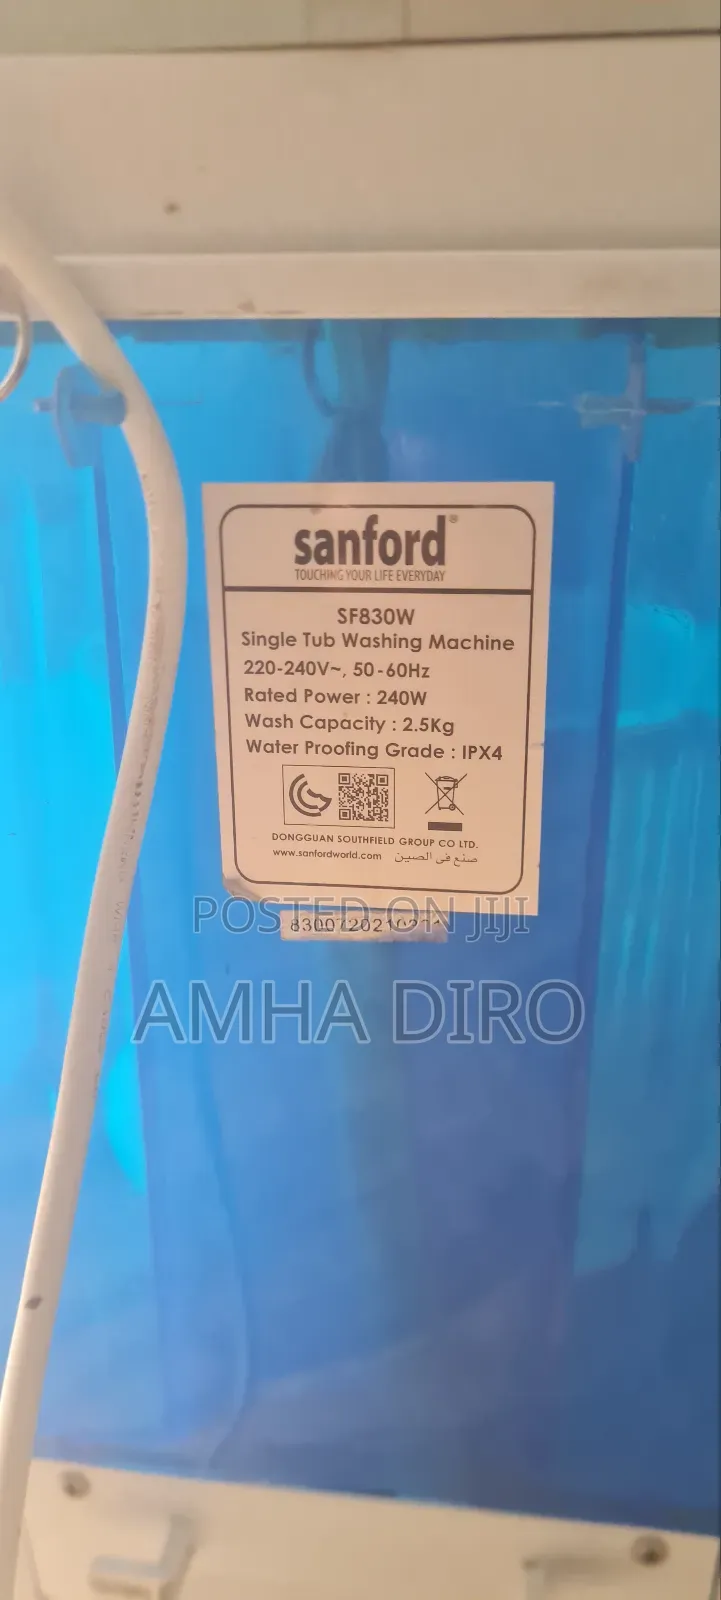 sanford®
TOUCHING YOUR LIFE EVERYDAY
SF830W
Single Tub Washing Machine
220-240V~, 50-60Hz
Rated Power : 240W
Wash Capacity : 2.5Kg
Water Proofing Grade : IPX4
DONGGUAN SOUTHFIELD GROUP CO LTD.
www.sanfordworld.com صنع في الصين
POSTED ON JIJI
AMHA DIRO